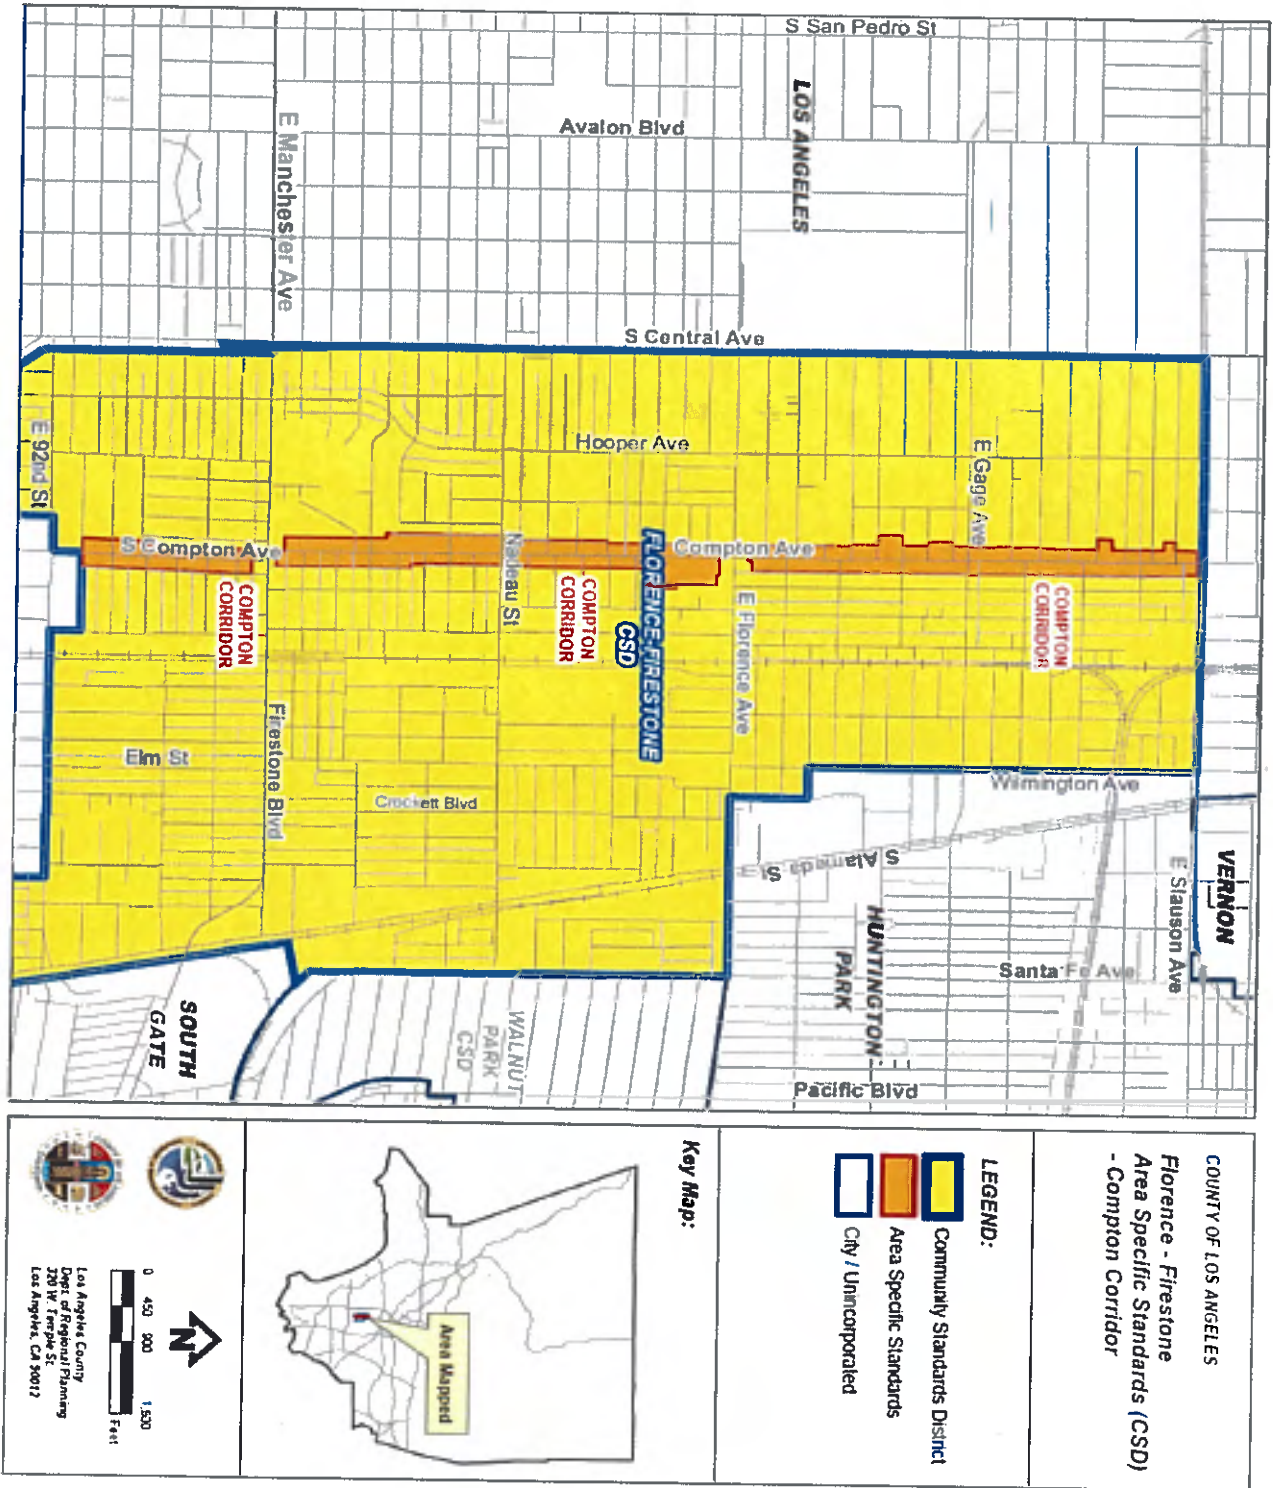 COUNTY OF LOS ANGELES
Florence - Firestone
Area Specific Standards (CSD)
- Compton Corridor
LEGEND:
Community Standards District
Area Specific Standards
City / Unincorporated
Key Map:
Area Mapped
N
0 450 900
Feet
Los Angeles County
Dept. of Regional Planning
320 W. Temple St.
Los Angeles, CA 90012
S San Pedro St
LOS ANGELES
Avalon Blvd
E Manchester Ave
S Central Ave
Hooper Ave
E Gage Ave
E 92nd St
S Compton Ave
Compton Ave
Nadeau St
FLORENCE-FIRESTONE
CSD
COMPTON
CORRIDOR
COMPTON
CORRIDOR
COMPTON
CORRIDOR
E Florence Ave
Firestone Blvd
Elm St
Crockett Blvd
Wilmington Ave
S Alameda St
VERNON
E Slauson Ave
HUNTINGTON
PARK
Santa Fe Ave
Pacific Blvd
WALNUT
PARK
CSD
SOUTH
GATE